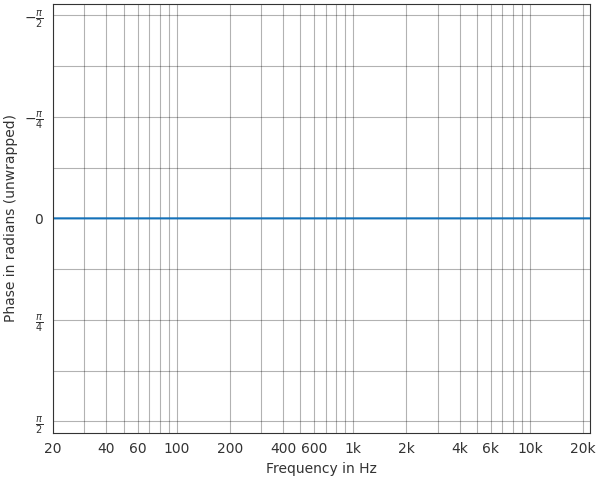 Phase in radians (unwrapped)
−π/2
−π/4
0
π/4
π/2
20 40 60 100 200 400 600 1k 2k 4k 6k 10k 20k
Frequency in Hz